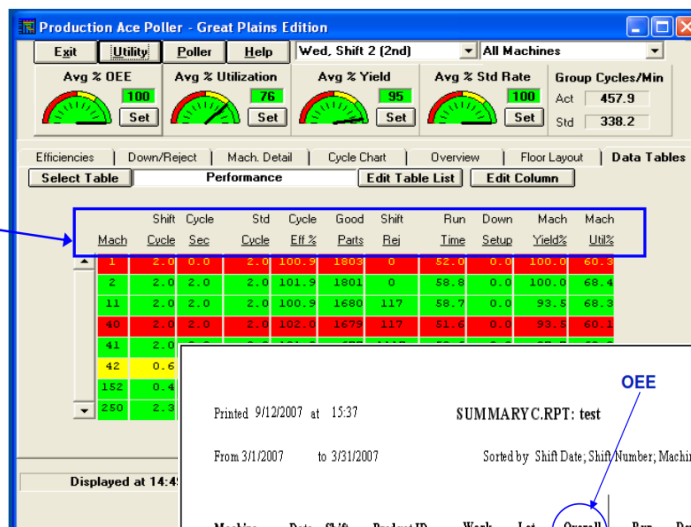 Production Ace Poller - Great Plains Edition
Exit Utility Poller Help Wed, Shift 2 (2nd) All Machines
Avg % OEE Avg % Utilization Avg % Yield Avg % Std Rate Group Cycles/Min
100 76 95 100 Act 457.9
Set Set Set Set Std 338.2
Efficiencies Down/Reject Mach. Detail Cycle Chart Overview Floor Layout Data Tables
Select Table Performance Edit Table List Edit Column
Shift Cycle Std Cycle Good Shift Run Down Mach Mach
Mach Cycle Sec Cycle Eff % Parts Rej Time Setup Yield% Util%
1 2.0 0.0 2.0 100.9 1803 0 52.0 0.0 100.0 60.3
2 2.0 2.0 2.0 101.9 1801 0 58.8 0.0 100.0 68.4
11 2.0 2.0 2.0 100.9 1680 117 58.7 0.0 93.5 68.3
40 2.0 2.0 2.0 102.0 1679 117 51.6 0.0 93.5 60.1
41 2.0
42 0.6
152 0.4
250 2.3
OEE
Printed 9/12/2007 at 15:37 SUMMARYC.RPT: test
From 3/1/2007 to 3/31/2007 Sorted by Shift Date; Shift Number; Machin
Displayed at 14:4
Machine Date Shift Product ID Work Lot Overall Run